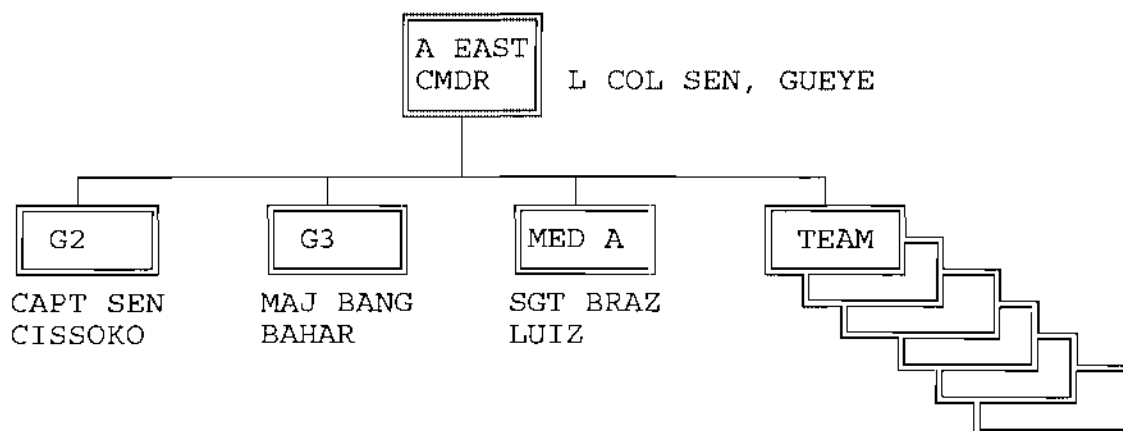 A EAST
CMDR
L COL SEN, GUEYE
G2
G3
MED A
TEAM
CAPT SEN
CISSOKO
MAJ BANG
BAHAR
SGT BRAZ
LUIZ